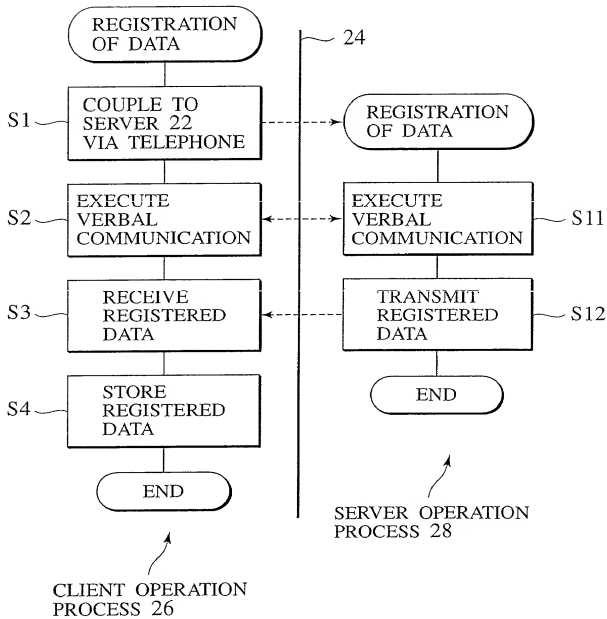 REGISTRATION
OF DATA
24
S1
COUPLE TO
SERVER 22
VIA TELEPHONE
REGISTRATION
OF DATA
S2
EXECUTE
VERBAL
COMMUNICATION
EXECUTE
VERBAL
COMMUNICATION
S11
S3
RECEIVE
REGISTERED
DATA
TRANSMIT
REGISTERED
DATA
S12
S4
STORE
REGISTERED
DATA
END
END
SERVER OPERATION
PROCESS 28
CLIENT OPERATION
PROCESS 26